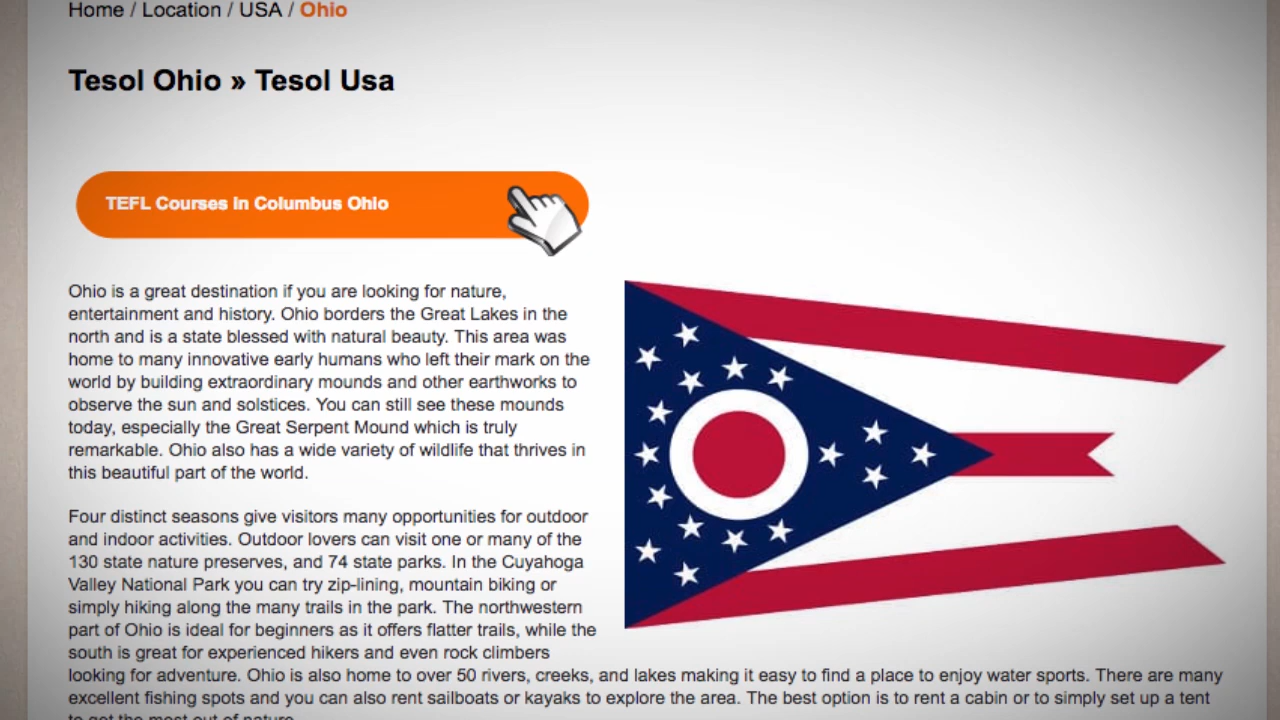 Home / Location / USA / Ohio
Tesol Ohio » Tesol Usa
TEFL Courses in Columbus Ohio
Ohio is a great destination if you are looking for nature,
entertainment and history. Ohio borders the Great Lakes in the
north and is a state blessed with natural beauty. This area was
home to many innovative early humans who left their mark on the
world by building extraordinary mounds and other earthworks to
observe the sun and solstices. You can still see these mounds
today, especially the Great Serpent Mound which is truly
remarkable. Ohio also has a wide variety of wildlife that thrives in
this beautiful part of the world.
Four distinct seasons give visitors many opportunities for outdoor
and indoor activities. Outdoor lovers can visit one or many of the
130 state nature preserves, and 74 state parks. In the Cuyahoga
Valley National Park you can try zip-lining, mountain biking or
simply hiking along the many trails in the park. The northwestern
part of Ohio is ideal for beginners as it offers flatter trails, while the
south is great for experienced hikers and even rock climbers
looking for adventure. Ohio is also home to over 50 rivers, creeks, and lakes making it easy to find a place to enjoy water sports. There are many
excellent fishing spots and you can also rent sailboats or kayaks to explore the area. The best option is to rent a cabin or to simply set up a tent
to get the most out of nature.